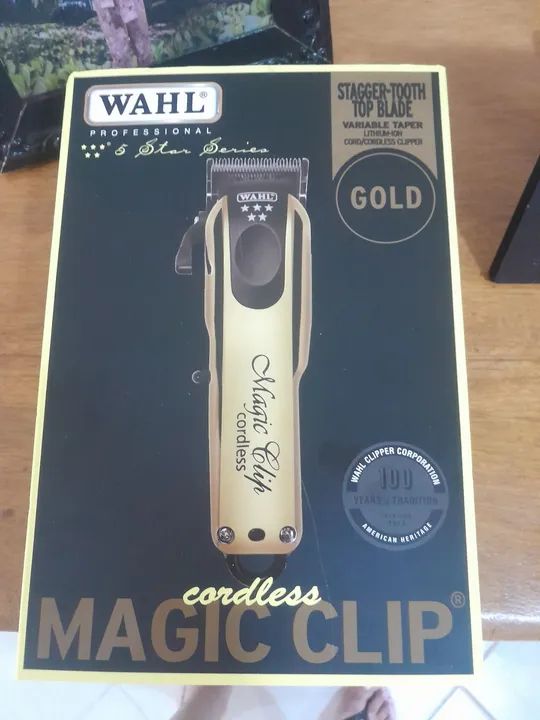 WAHL®
PROFESSIONAL
5 Star Series
STAGGER-TOOTH
TOP BLADE
VARIABLE TAPER
LITHIUM-ION
CORD/CORDLESS CLIPPER
GOLD
WAHL
Magic Clip
cordless
WAHL CLIPPER CORPORATION
100
YEARS of TRADITION
AMERICAN HERITAGE
cordless
MAGIC CLIP®